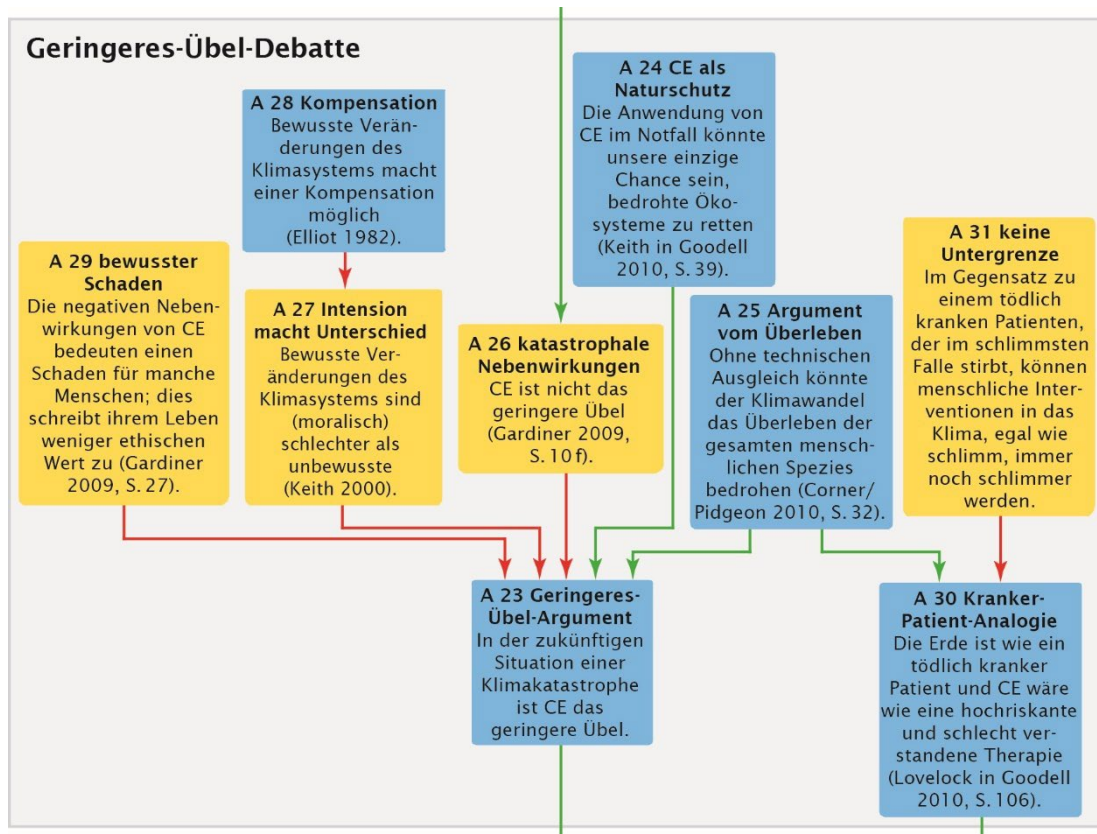 Geringeres-Übel-Debatte
A 28 Kompensation
Bewusste Verän-
derungen des
Klimasystems macht
einer Kompensation
möglich
(Elliot 1982).
A 24 CE als
Naturschutz
Die Anwendung von
CE im Notfall könnte
unsere einzige
Chance sein,
bedrohte Öko-
systeme zu retten
(Keith in Goodell
2010, S. 39).
A 29 bewusster
Schaden
Die negativen Neben-
wirkungen von CE
bedeuten einen
Schaden für manche
Menschen; dies
schreibt ihrem Leben
weniger ethischen
Wert zu (Gardiner
2009, S. 27).
A 27 Intension
macht Unterschied
Bewusste Ver-
änderungen des
Klimasystems sind
(moralisch)
schlechter als
unbewusste
(Keith 2000).
A 26 katastrophale
Nebenwirkungen
CE ist nicht das
geringere Übel
(Gardiner 2009,
S. 10 f).
A 25 Argument
vom Überleben
Ohne technischen
Ausgleich könnte
der Klimawandel
das Überleben der
gesamten mensch-
lichen Spezies
bedrohen (Corner/
Pidgeon 2010, S. 32).
A 31 keine
Untergrenze
Im Gegensatz zu
einem tödlich
kranken Patienten,
der im schlimmsten
Falle stirbt, können
menschliche Inter-
ventionen in das
Klima, egal wie
schlimm, immer
noch schlimmer
werden.
A 23 Geringeres-
Übel-Argument
In der zukünftigen
Situation einer
Klimakatastrophe
ist CE das
geringere Übel.
A 30 Kranker-
Patient-Analogie
Die Erde ist wie ein
tödlich kranker
Patient und CE wäre
wie eine hochriskante
und schlecht ver-
standene Therapie
(Lovelock in Goodell
2010, S. 106).